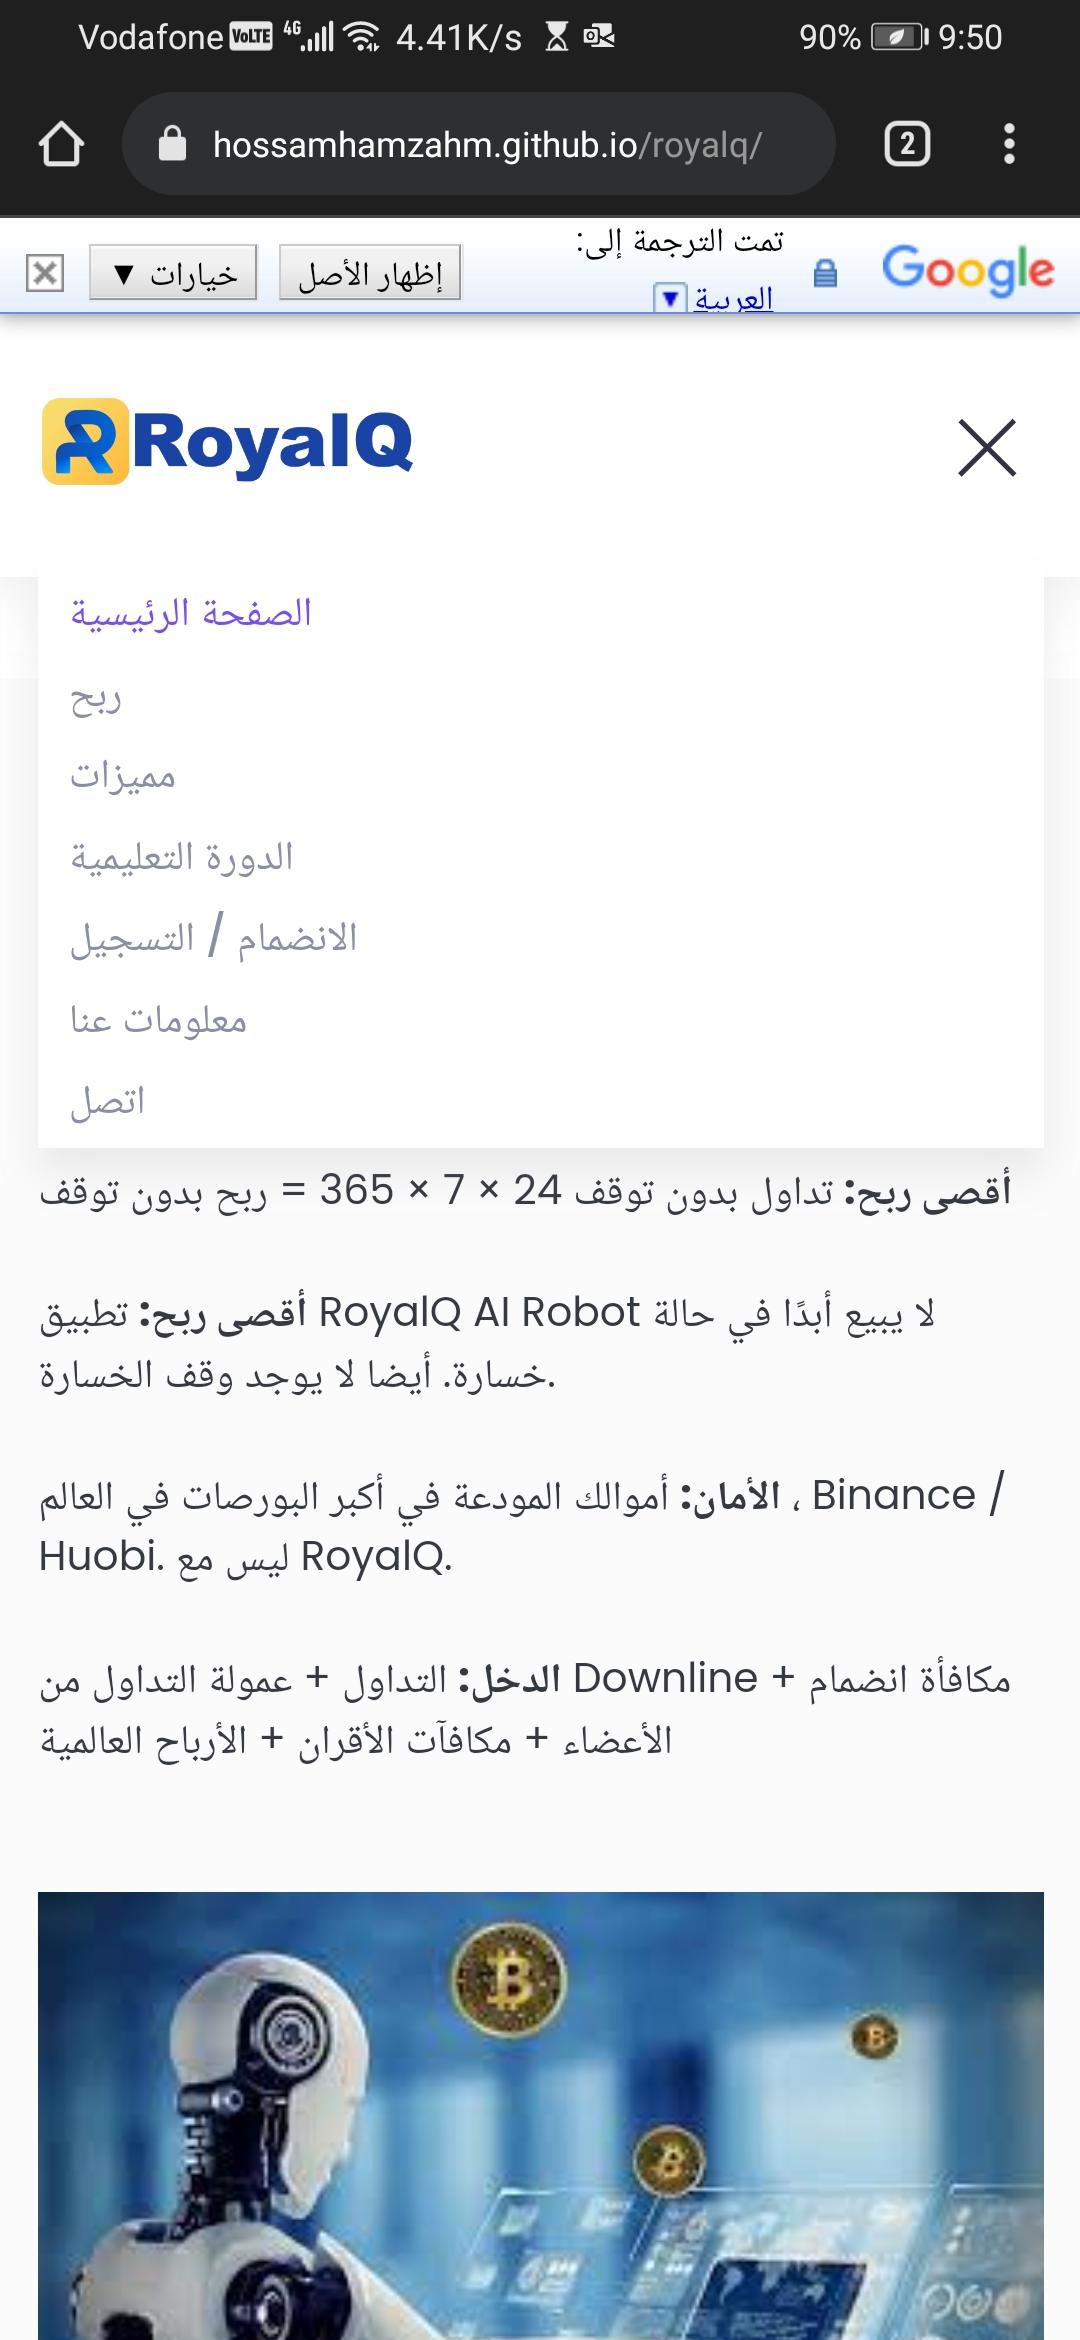 Vodafone VoLTE 4G 4.41K/s 90% 9:50
hossamhamzahm.github.io/royalq/ 2
تمت الترجمة إلى:
Google العربية إظهار الأصل خيارات ▼
RoyalQ
الصفحة الرئيسية
ربح
مميزات
الدورة التعليمية
الانضمام / التسجيل
معلومات عنا
اتصل
أقصى ربح: تداول بدون توقف 24 × 7 × 365 = ربح بدون توقف
لا يبيع أبدًا في حالة RoyalQ AI Robot أقصى ربح: تطبيق
خسارة. أيضا لا يوجد وقف الخسارة.
الأمان: أموالك المودعة في أكبر البورصات في العالم ، Binance /
Huobi. ليس مع RoyalQ.
مكافأة انضمام + Downline الدخل: التداول + عمولة التداول من
الأعضاء + مكافآت الأقران + الأرباح العالمية